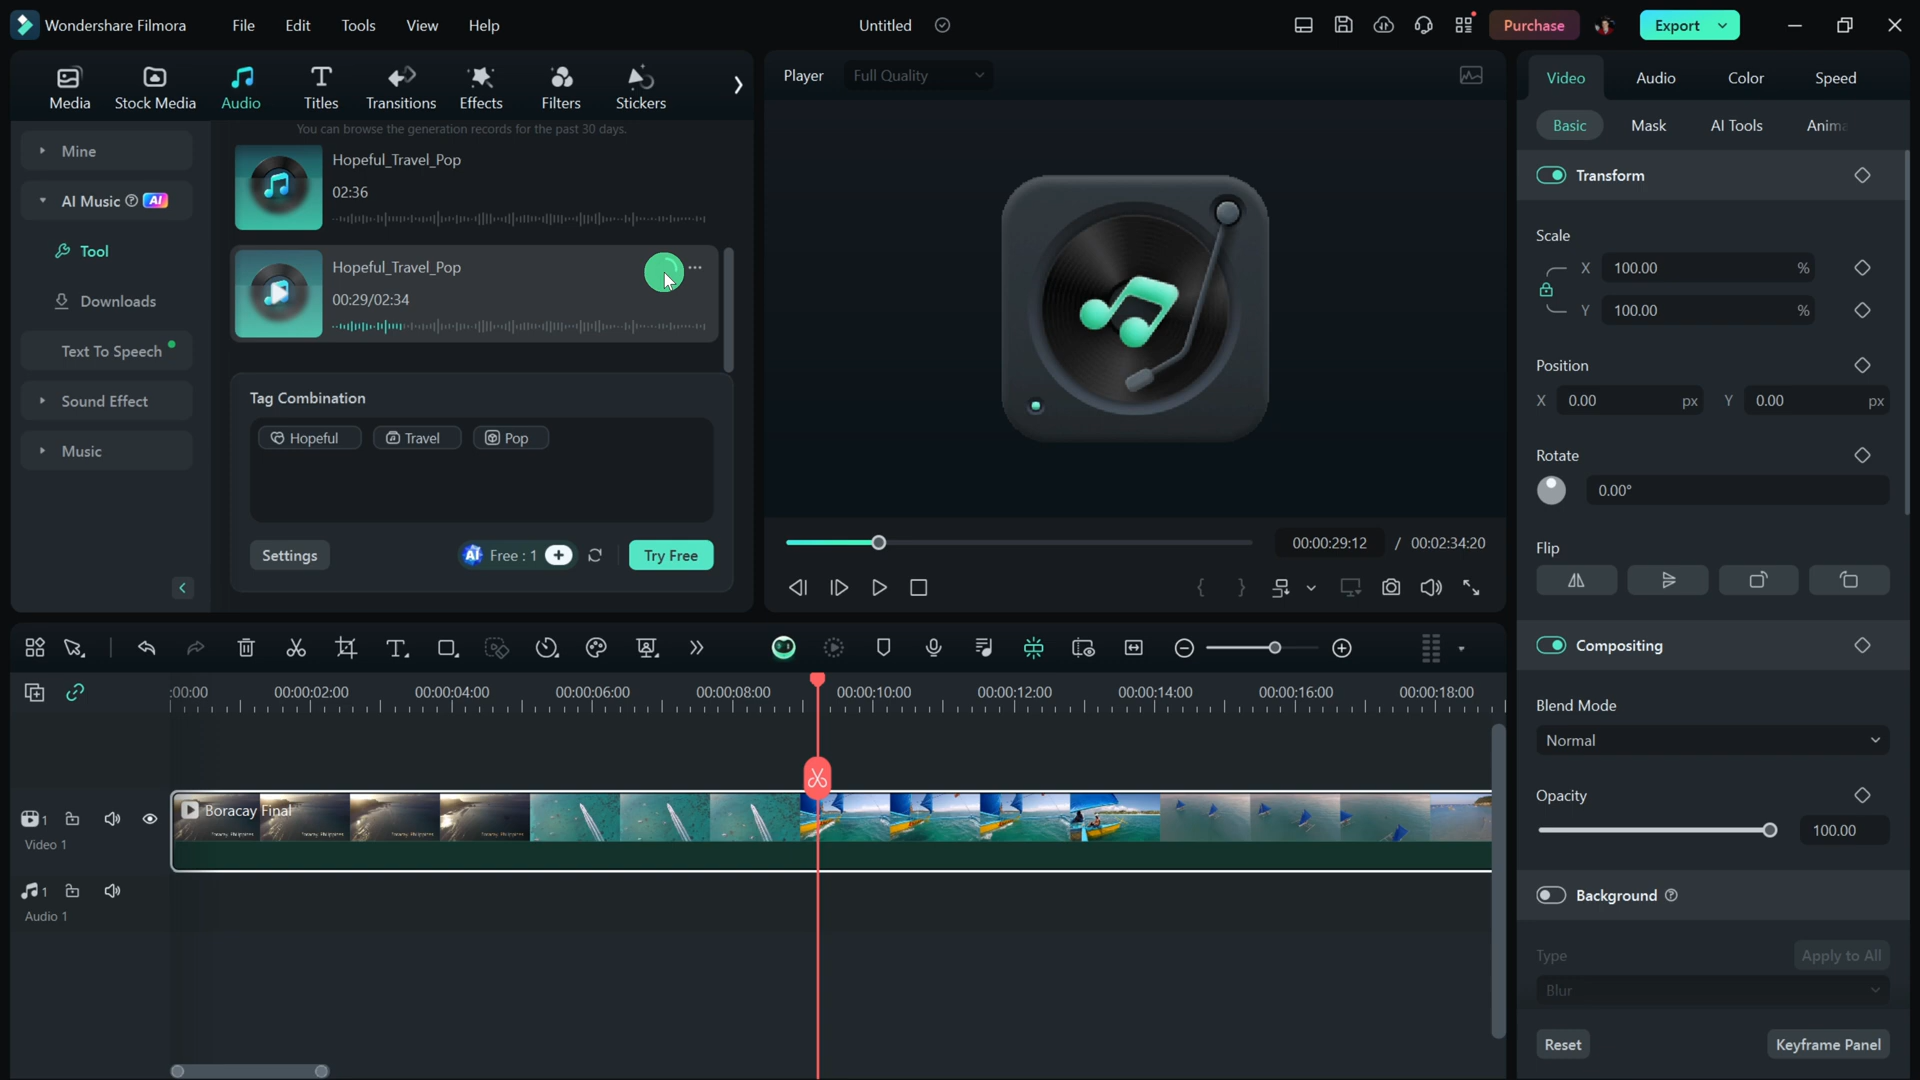 Wondershare Filmora File Edit Tools View Help Untitled Purchase Export
Media Stock Media Audio Titles Transitions Effects Filters Stickers
Mine
AI Music AI
Tool
Downloads
Text To Speech
Sound Effect
Music
You can browse the generation records for the past 30 days.
Hopeful_Travel_Pop
02:36
Hopeful_Travel_Pop
00:29/02:34
Tag Combination
Hopeful Travel Pop
Settings AI Free : 1 Try Free
Player Full Quality
00:00:29:12 / 00:02:34:20
Video Audio Color Speed
Basic Mask AI Tools
Transform
Scale
X 100.00 %
Y 100.00 %
Position
X 0.00 px Y 0.00 px
Rotate
0.00°
Flip
Compositing
Blend Mode
Normal
Opacity
100.00
Background
Type Apply to All
Blur
Reset Keyframe Panel
:00:00 00:00:02:00 00:00:04:00 00:00:06:00 00:00:08:00 00:00:10:00 00:00:12:00 00:00:14:00 00:00:16:00 00:00:18:00
Boracay Final
1
Video 1
1
Audio 1